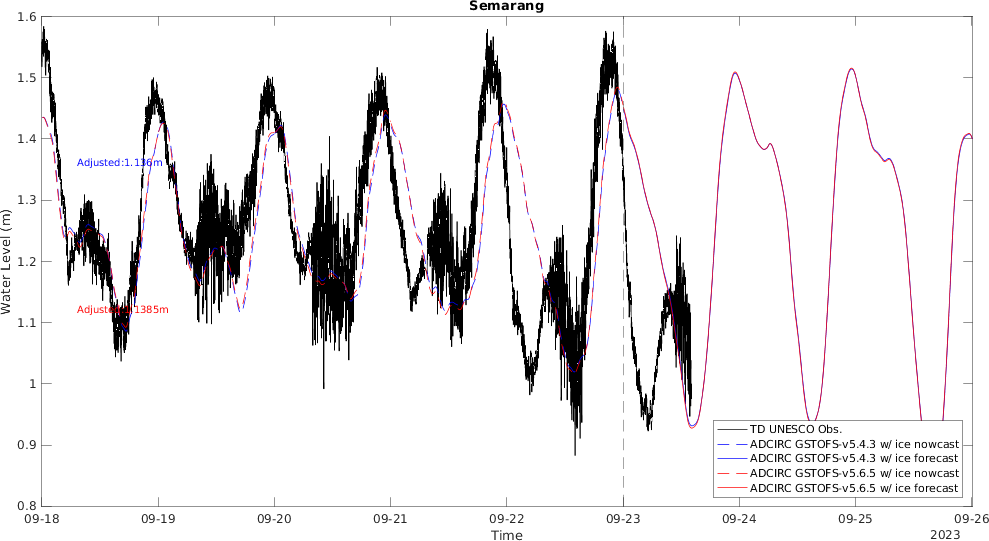 Semarang
1.6
1.5
1.4
1.3
1.2
1.1
1
0.9
0.8
Water Level (m)
Adjusted:1.136m
1385m
TD UNESCO Obs.
ADCIRC GSTOFS-v5.4.3 w/ ice nowcast
ADCIRC GSTOFS-v5.4.3 w/ ice forecast
ADCIRC GSTOFS-v5.6.5 w/ ice nowcast
ADCIRC GSTOFS-v5.6.5 w/ ice forecast
09-18 09-19 09-20 09-21 09-22 09-23 09-24 09-25 09-26
Time
2023